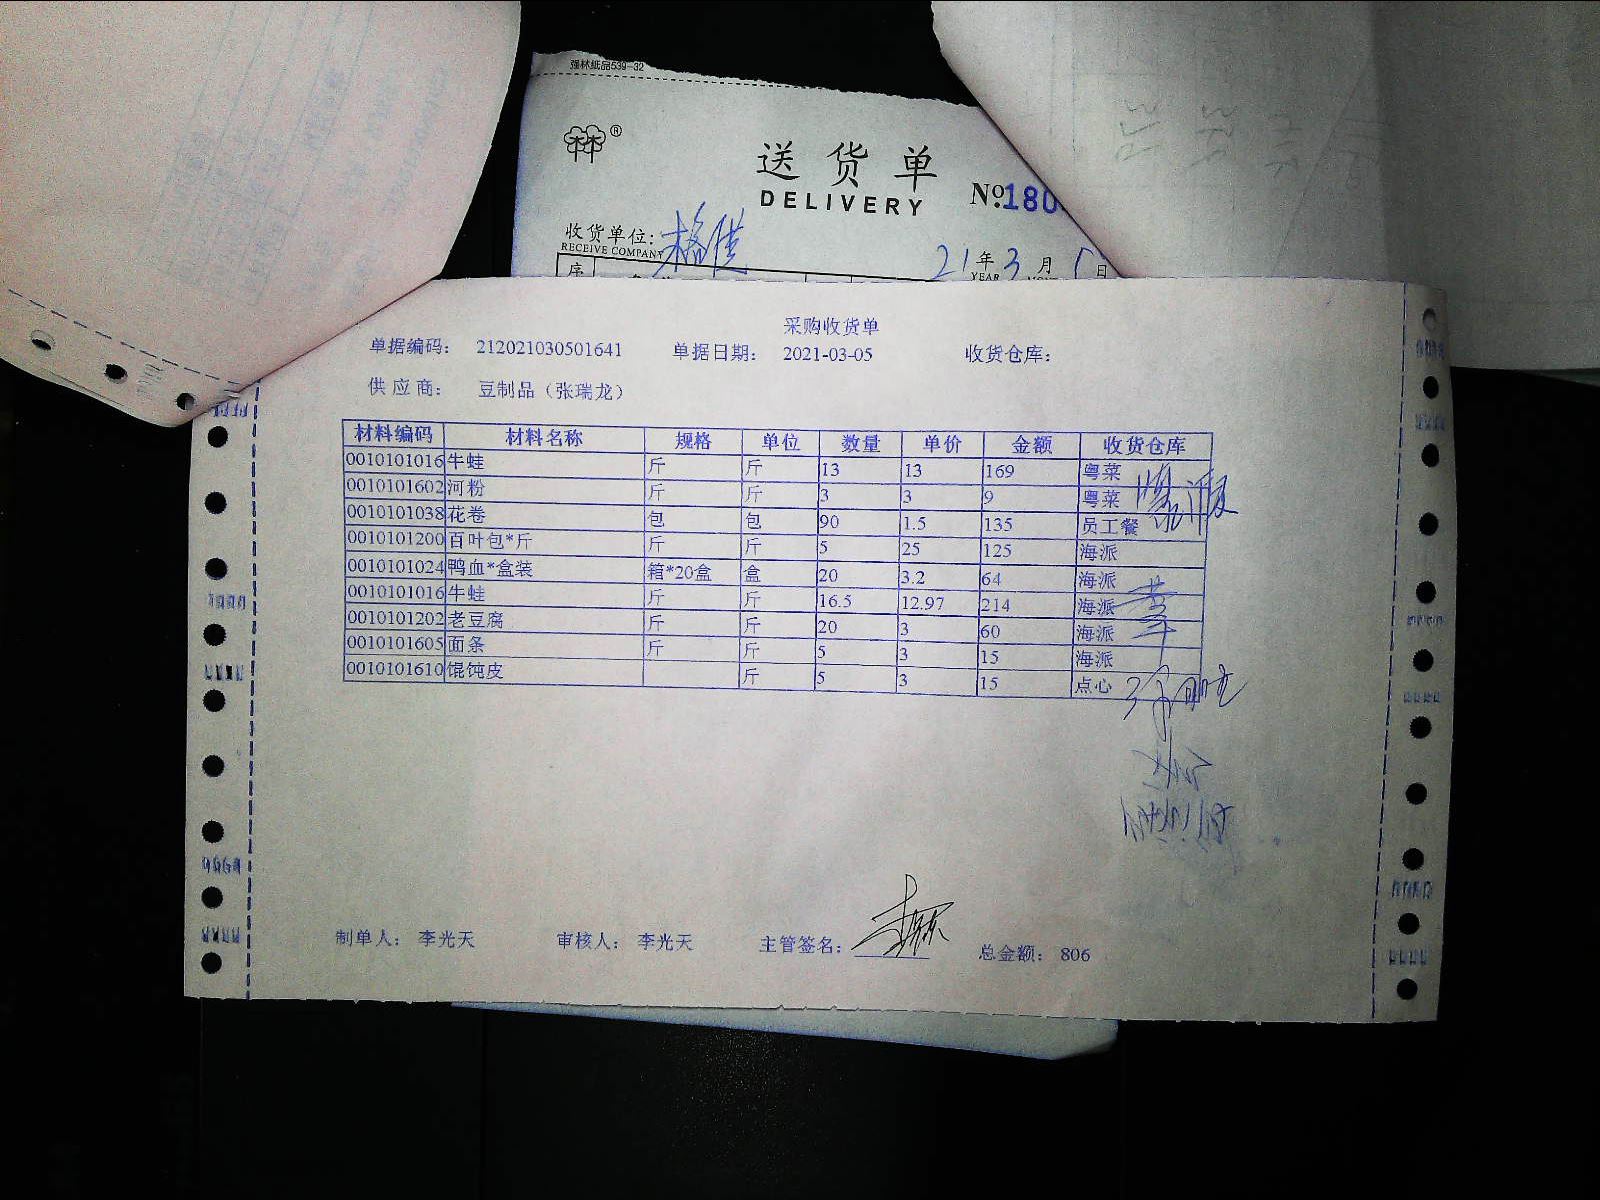 强林纸品539-32
林林®
送货单
DELIVERY
№180
收货单位:
RECEIVE COMPANY
21年3月5日
YEAR
序
采购收货单
单据编码: 212021030501641 单据日期: 2021-03-05 收货仓库:
供应商: 豆制品（张瑞龙）
材料编码 材料名称 规格 单位 数量 单价 金额 收货仓库
0010101016 牛蛙 斤 斤 13 13 169 粤菜
0010101602 河粉 斤 斤 3 3 9 粤菜
0010101038 花卷 包 包 90 1.5 135 员工餐
0010101200 百叶包*斤 斤 斤 5 25 125 海派
0010101024 鸭血*盒装 箱*20盒 盒 20 3.2 64 海派
0010101016 牛蛙 斤 斤 16.5 12.97 214 海派
0010101202 老豆腐 斤 斤 20 3 60 海派
0010101605 面条 斤 斤 5 3 15 海派
0010101610 馄饨皮 斤 5 3 15 点心
制单人: 李光天 审核人: 李光天 主管签名: 总金额: 806